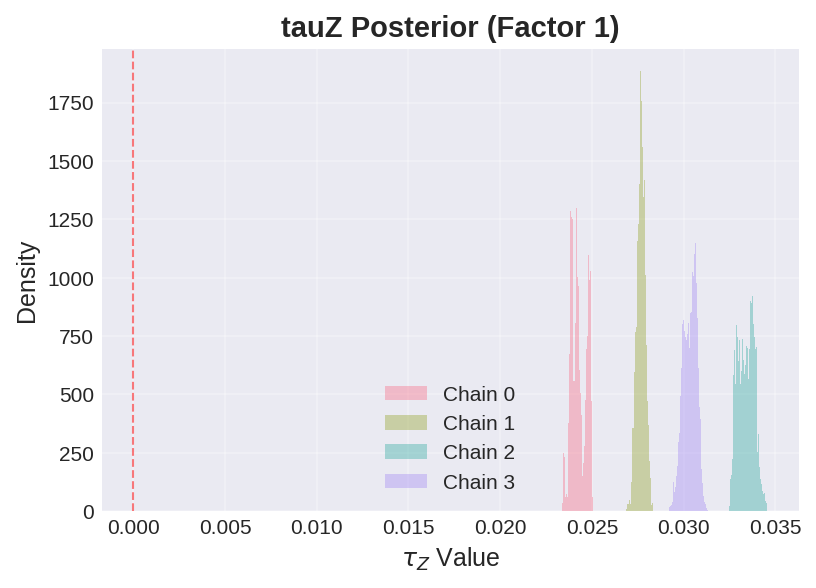 tauZ Posterior (Factor 1)
Density
1750
1500
1250
1000
750
500
250
0
Chain 0
Chain 1
Chain 2
Chain 3
0.000 0.005 0.010 0.015 0.020 0.025 0.030 0.035
τ_Z Value